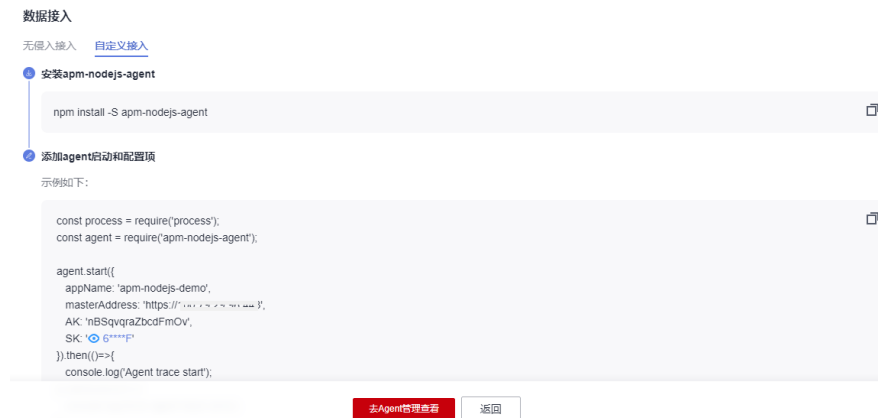 数据接入
无侵入接入 自定义接入
安装apm-nodejs-agent
npm install -S apm-nodejs-agent
添加agent启动和配置项
示例如下：
const process = require('process');
const agent = require('apm-nodejs-agent');
agent.start({
appName: 'apm-nodejs-demo',
masterAddress: 'https://
AK: 'nBSqvqraZbcdFmOv',
SK: '6****F'
}).then(()=>{
console.log('Agent trace start');
去Agent管理查看 返回